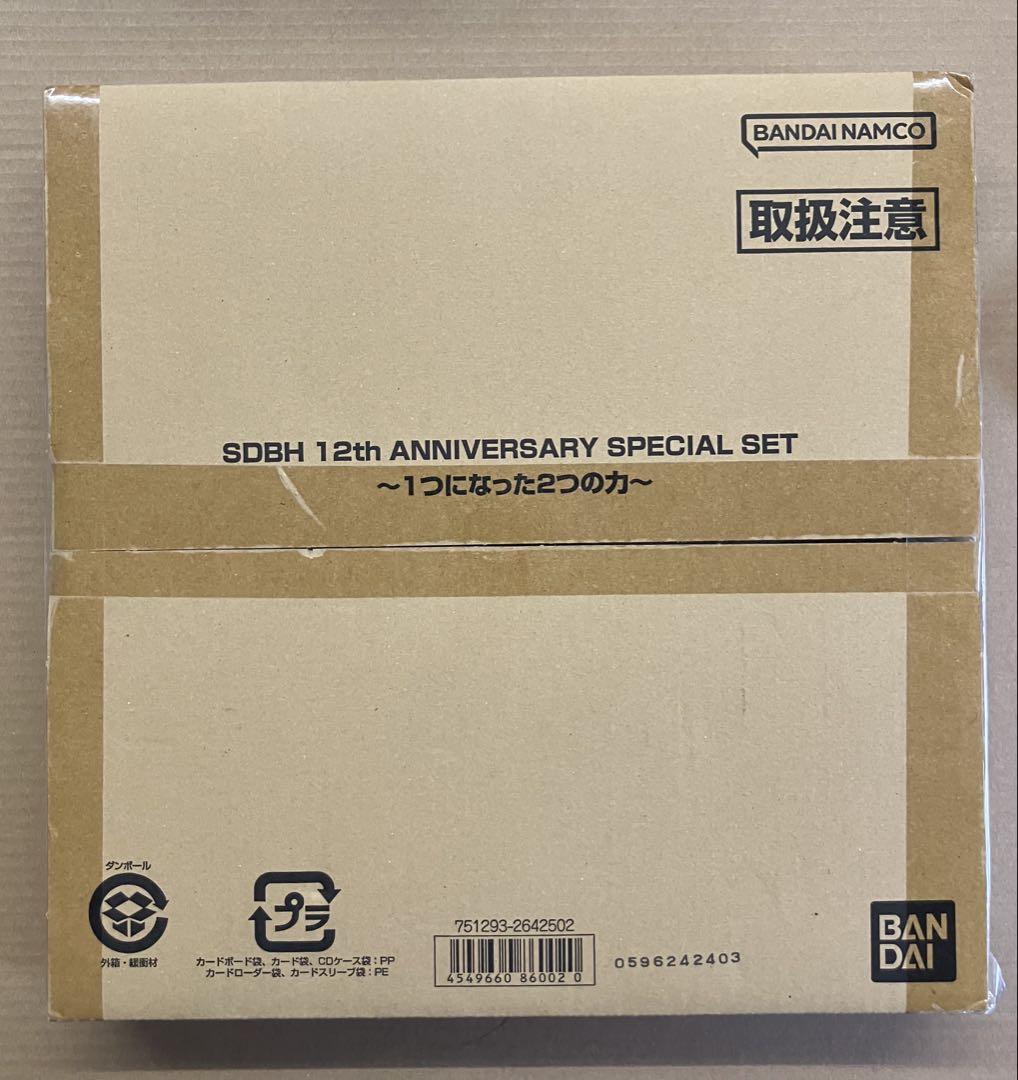 BANDAI NAMCO
取扱注意
SDBH 12th ANNIVERSARY SPECIAL SET
～1つになった2つの力～
ダンボール
外箱・緩衝材
プラ
カードボード袋、カード袋、CDケース袋：PP
カードローダー袋、カードスリーブ袋：PE
751293-2642502
4549660 86002 0
0596242403
BAN
DAI